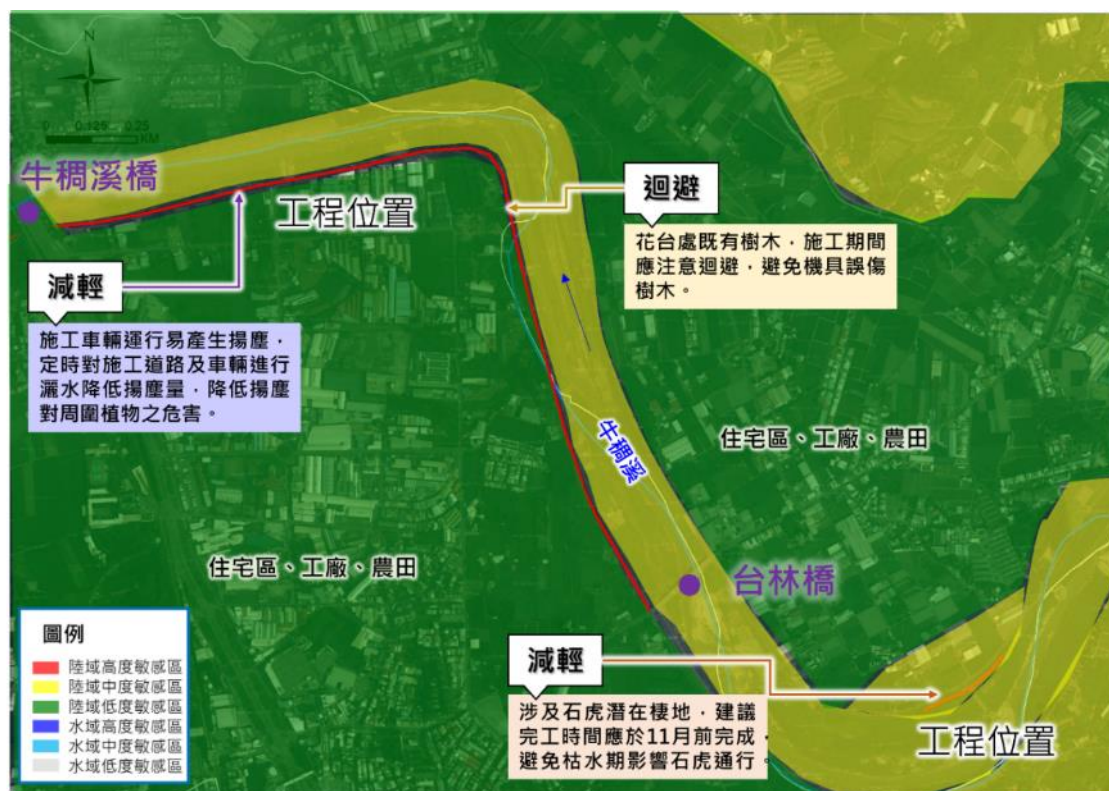 N
0 0.125 0.25
KM
牛稠溪橋
工程位置
迴避
花台處既有樹木，施工期間
應注意迴避，避免機具誤傷
樹木。
減輕
施工車輛運行易產生揚塵，
定時對施工道路及車輛進行
灑水降低揚塵量，降低揚塵
對周圍植物之危害。
牛稠溪
住宅區、工廠、農田
住宅區、工廠、農田
台林橋
減輕
涉及石虎潛在棲地，建議
完工時間應於11月前完成，
避免枯水期影響石虎通行。
工程位置
圖例
陸域高度敏感區
陸域中度敏感區
陸域低度敏感區
水域高度敏感區
水域中度敏感區
水域低度敏感區